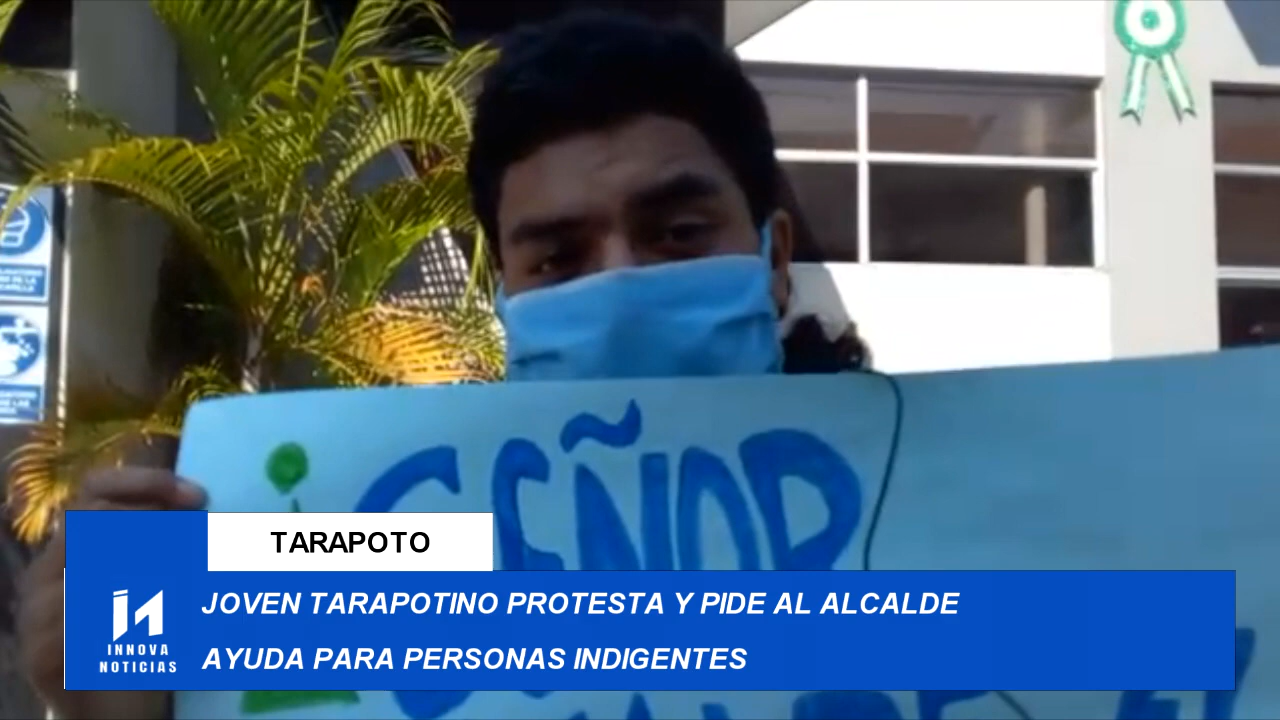 ¡SEÑOR
TARAPOTO
JOVEN TARAPOTINO PROTESTA Y PIDE AL ALCALDE
AYUDA PARA PERSONAS INDIGENTES
INNOVA
NOTICIAS